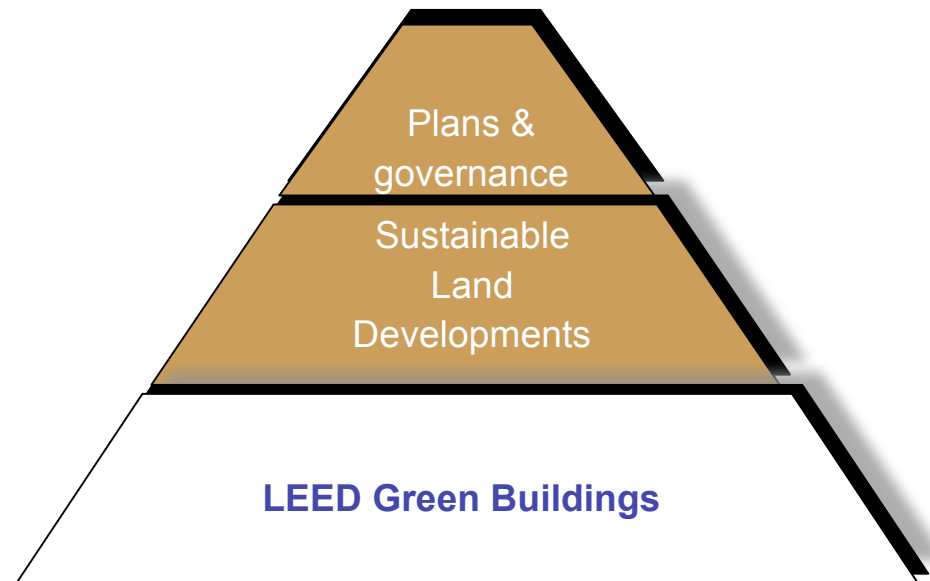 Plans &
governance
Sustainable
Land
Developments
LEED Green Buildings